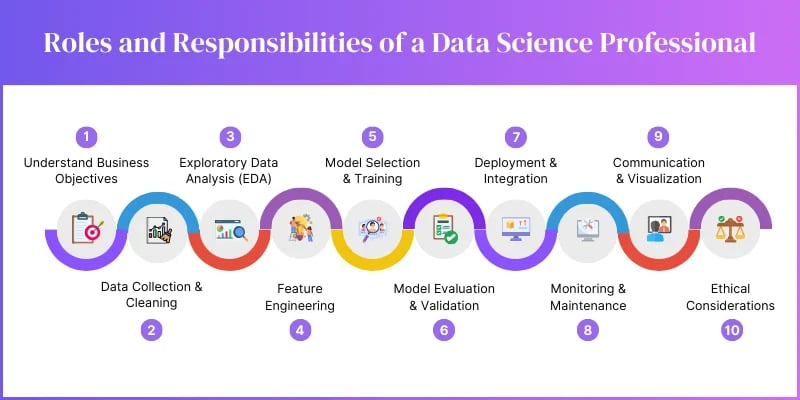 Roles and Responsibilities of a Data Science Professional
1
Understand Business
Objectives
Data Collection &
Cleaning
2
3
Exploratory Data
Analysis (EDA)
Feature
Engineering
4
5
Model Selection
& Training
Model Evaluation
& Validation
6
7
Deployment &
Integration
Monitoring &
Maintenance
8
9
Communication
& Visualization
Ethical
Considerations
10